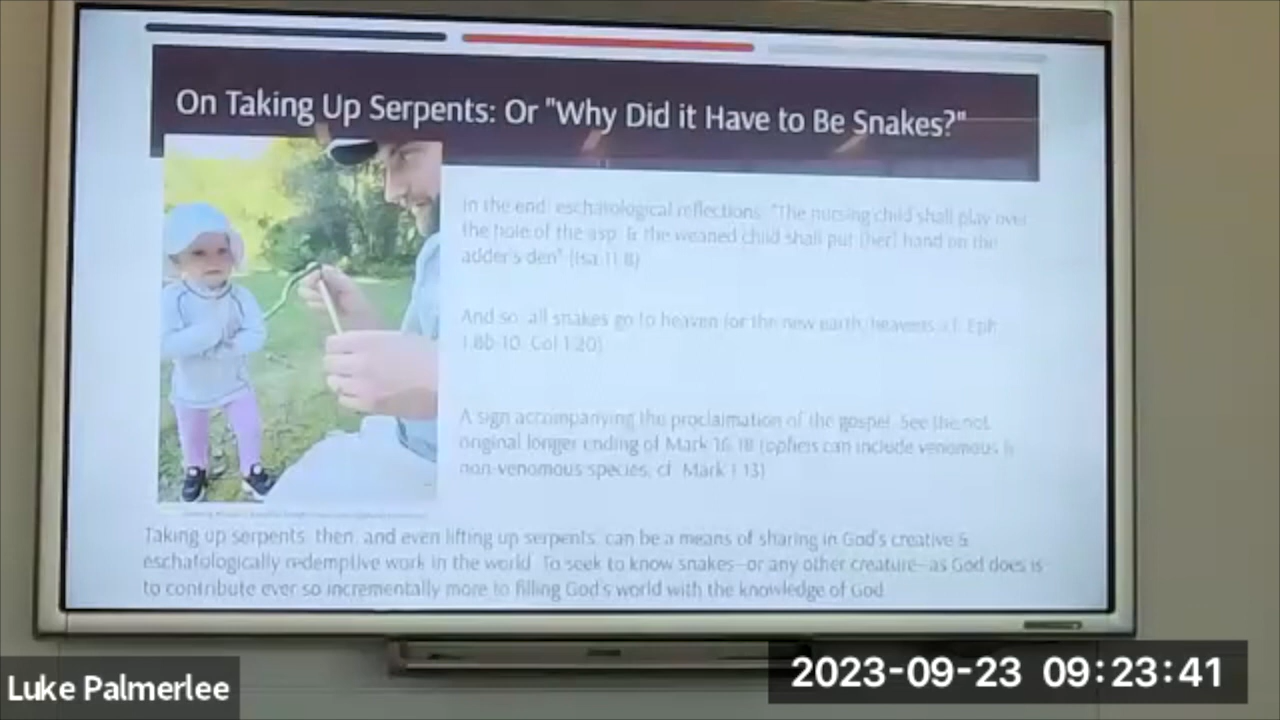 On Taking Up Serpents: Or "Why Did it Have to Be Snakes?"
In the end: eschatological reflections: "The nursing child shall play over
the hole of the asp, & the weaned child shall put [her] hand on the
adder's den" (Isa 11:8)
And so, all snakes go to heaven (or the new earth/heavens, cf. Eph
1:8b-10; Col 1:20)
A sign accompanying the proclaimation of the gospel. See the not
original longer ending of Mark 16:18 (opheis can include venomous &
non-venomous species; cf. Mark 1:13)
Taking up serpents, then, and even lifting up serpents, can be a means of sharing in God's creative &
eschatologically redemptive work in the world. To seek to know snakes—or any other creature—as God does is
to contribute ever so incrementally more to filling God's world with the knowledge of God.
Luke Palmerlee
2023-09-23 09:23:41